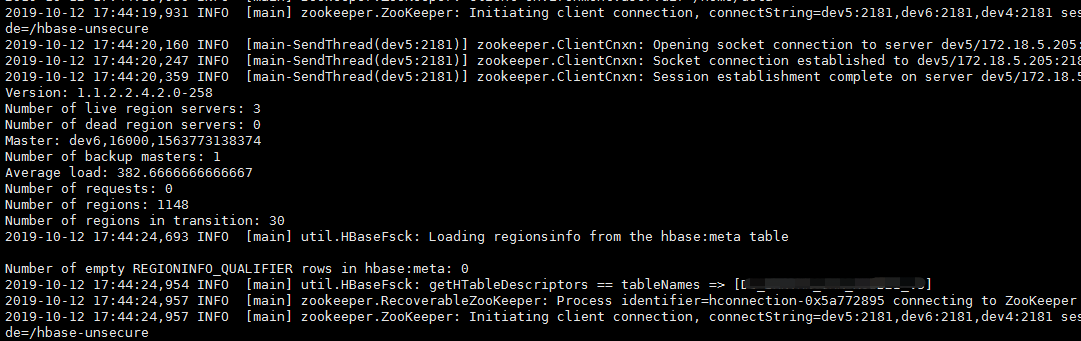 2019-10-12 17:44:19,931 INFO  [main] zookeeper.ZooKeeper: Initiating client connection, connectString=dev5:2181,dev6:2181,dev4:2181 ses
de=/hbase-unsecure
2019-10-12 17:44:20,160 INFO  [main-SendThread(dev5:2181)] zookeeper.ClientCnxn: Opening socket connection to server dev5/172.18.5.205:
2019-10-12 17:44:20,247 INFO  [main-SendThread(dev5:2181)] zookeeper.ClientCnxn: Socket connection established to dev5/172.18.5.205:218
2019-10-12 17:44:20,359 INFO  [main-SendThread(dev5:2181)] zookeeper.ClientCnxn: Session establishment complete on server dev5/172.18.5
Version: 1.1.2.2.4.2.0-258
Number of live region servers: 3
Number of dead region servers: 0
Master: dev6,16000,1563773138374
Number of backup masters: 1
Average load: 382.6666666666667
Number of requests: 0
Number of regions: 1148
Number of regions in transition: 30
2019-10-12 17:44:24,693 INFO  [main] util.HBaseFsck: Loading regionsinfo from the hbase:meta table
Number of empty REGIONINFO_QUALIFIER rows in hbase:meta: 0
2019-10-12 17:44:24,954 INFO  [main] util.HBaseFsck: getHTableDescriptors == tableNames => [
2019-10-12 17:44:24,957 INFO  [main] zookeeper.RecoverableZooKeeper: Process identifier=hconnection-0x5a772895 connecting to ZooKeeper
2019-10-12 17:44:24,957 INFO  [main] zookeeper.ZooKeeper: Initiating client connection, connectString=dev5:2181,dev6:2181,dev4:2181 ses
de=/hbase-unsecure